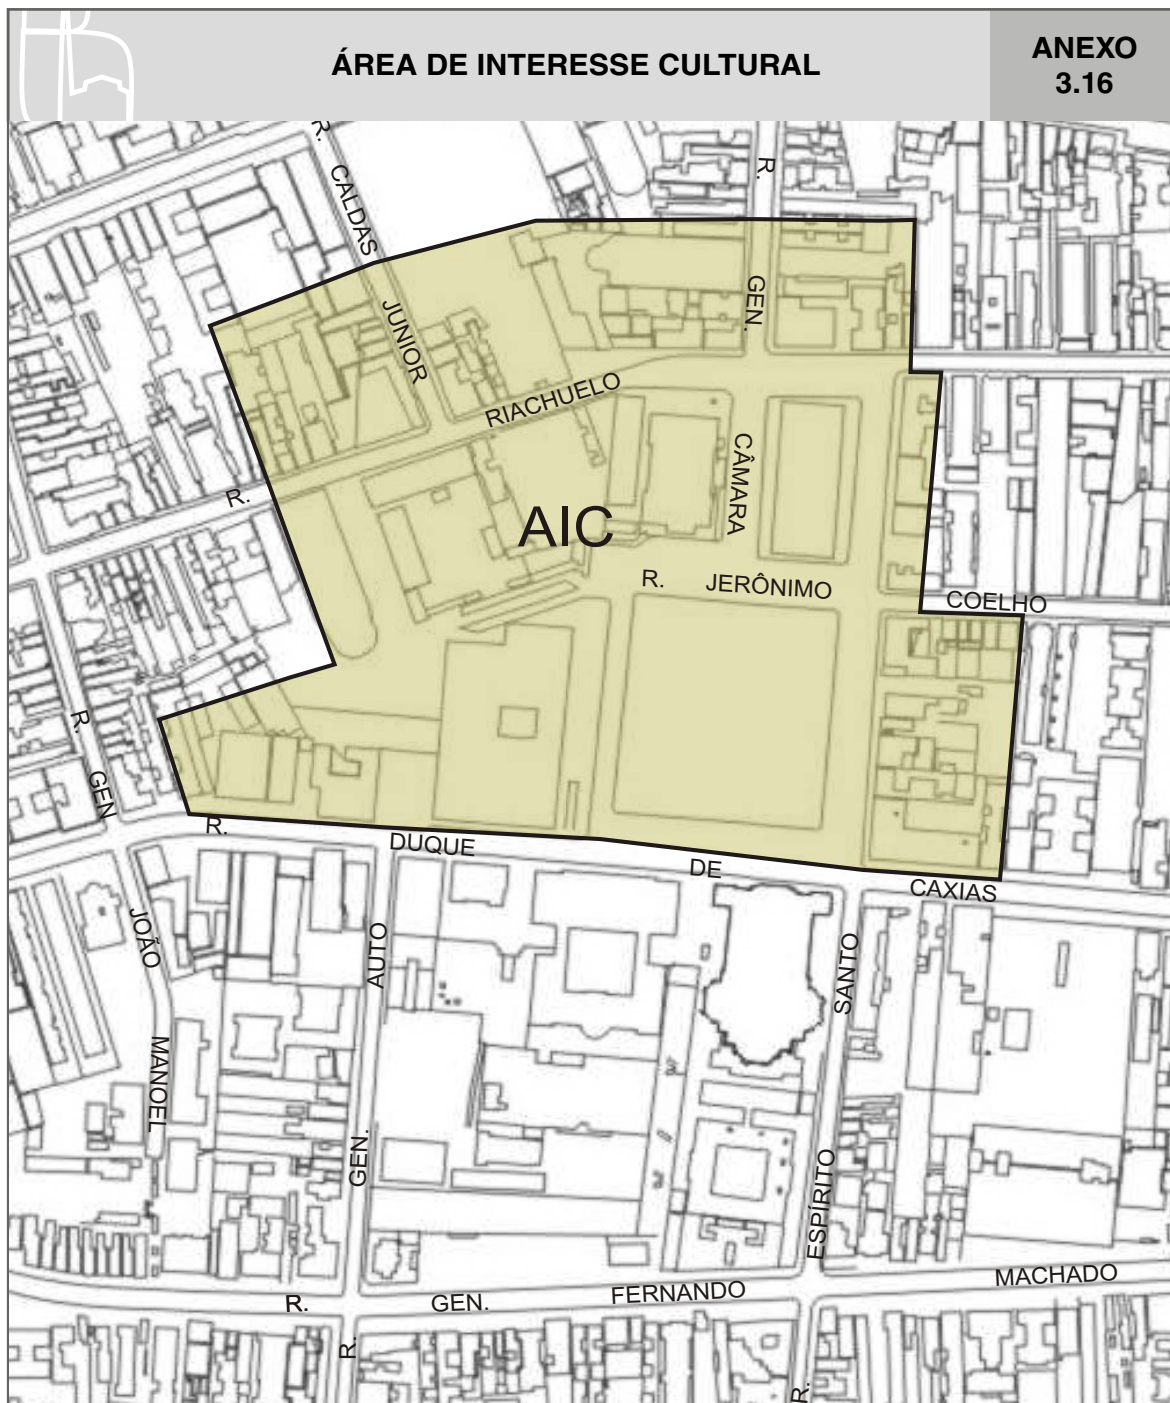 ÁREA DE INTERESSE CULTURAL
ANEXO
3.16
R. CALDAS JUNIOR
R. GEN. CÂMARA
R. RIACHUELO
AIC
R. JERÔNIMO COELHO
R. GEN JOÃO MANOEL
R. DUQUE DE CAXIAS
R. GEN. AUTO
R. ESPÍRITO SANTO
R. GEN. FERNANDO MACHADO